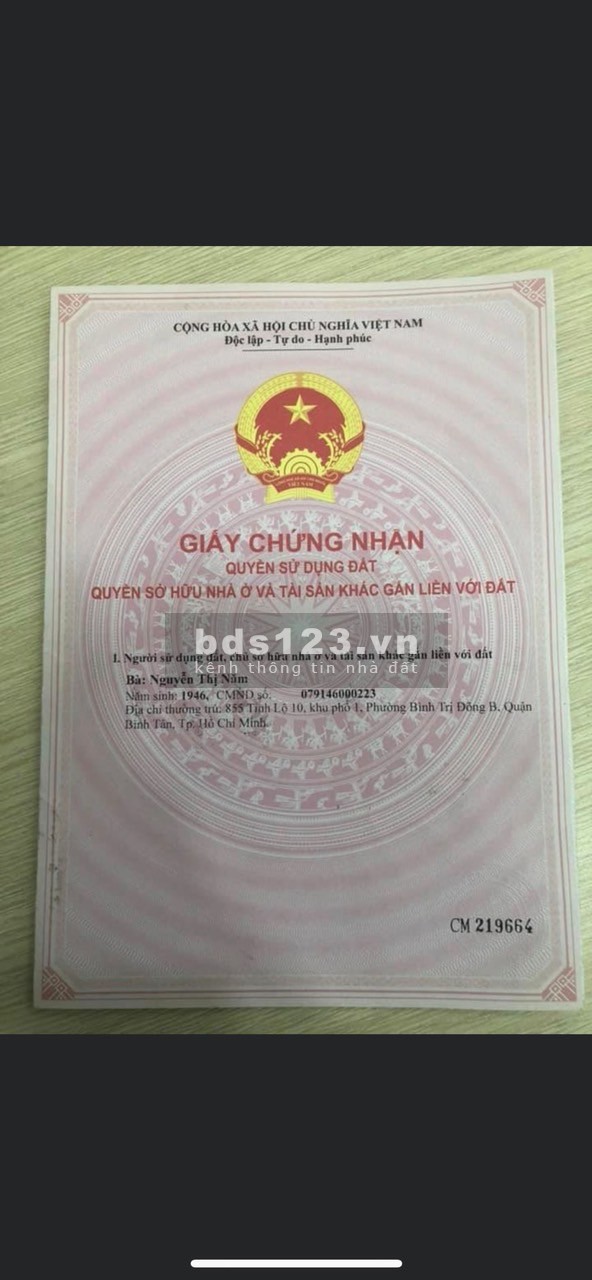 CỘNG HÒA XÃ HỘI CHỦ NGHĨA VIỆT NAM
Độc lập - Tự do - Hạnh phúc
GIẤY CHỨNG NHẬN
QUYỀN SỬ DỤNG ĐẤT
QUYỀN SỞ HỮU NHÀ Ở VÀ TÀI SẢN KHÁC GẮN LIỀN VỚI ĐẤT
bds123.vn
I. Người sử dụng đất, chủ sở hữu nhà ở và tài sản khác gắn liền với đất
kênh thông tin nhà đất
Bà: Nguyễn Thị Năm
Năm sinh: 1946, CMND số: 079146000223
Địa chỉ thường trú: 855 Tỉnh Lộ 10, khu phố 1, Phường Bình Trị Đông B, Quận
Bình Tân, Tp. Hồ Chí Minh
CM 219664